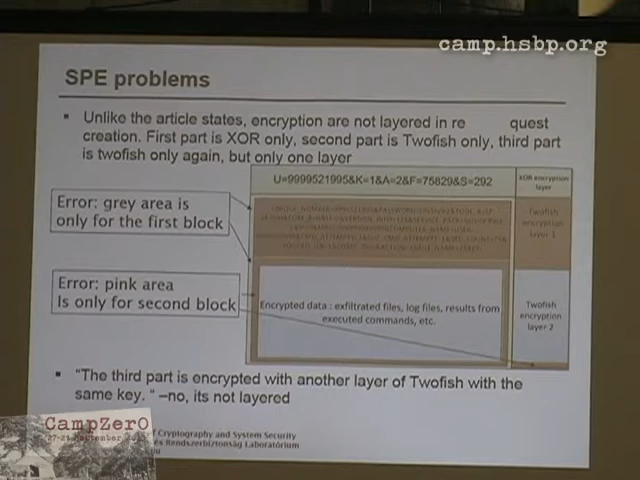 camp.hsbp.org
SPE problems
Unlike the article states, encryption are not layered in re quest
creation. First part is XOR only, second part is Twofish only, third part
is twofish only again, but only one layer
U=9999521995&K=1&A=2&F=75829&S=292
XOR encryption
layer
Error: grey area is
only for the first block
Twofish
encryption
layer 1
Error: pink area
Is only for second block
Encrypted data : exfiltrated files, log files, results from
executed commands, etc.
Twofish
encryption
layer 2
"The third part is encrypted with another layer of Twofish with the
same key. " –no, its not layered
CampZer0
f Cryptography and System Security
és Rendszerbiztonság Laboratórium